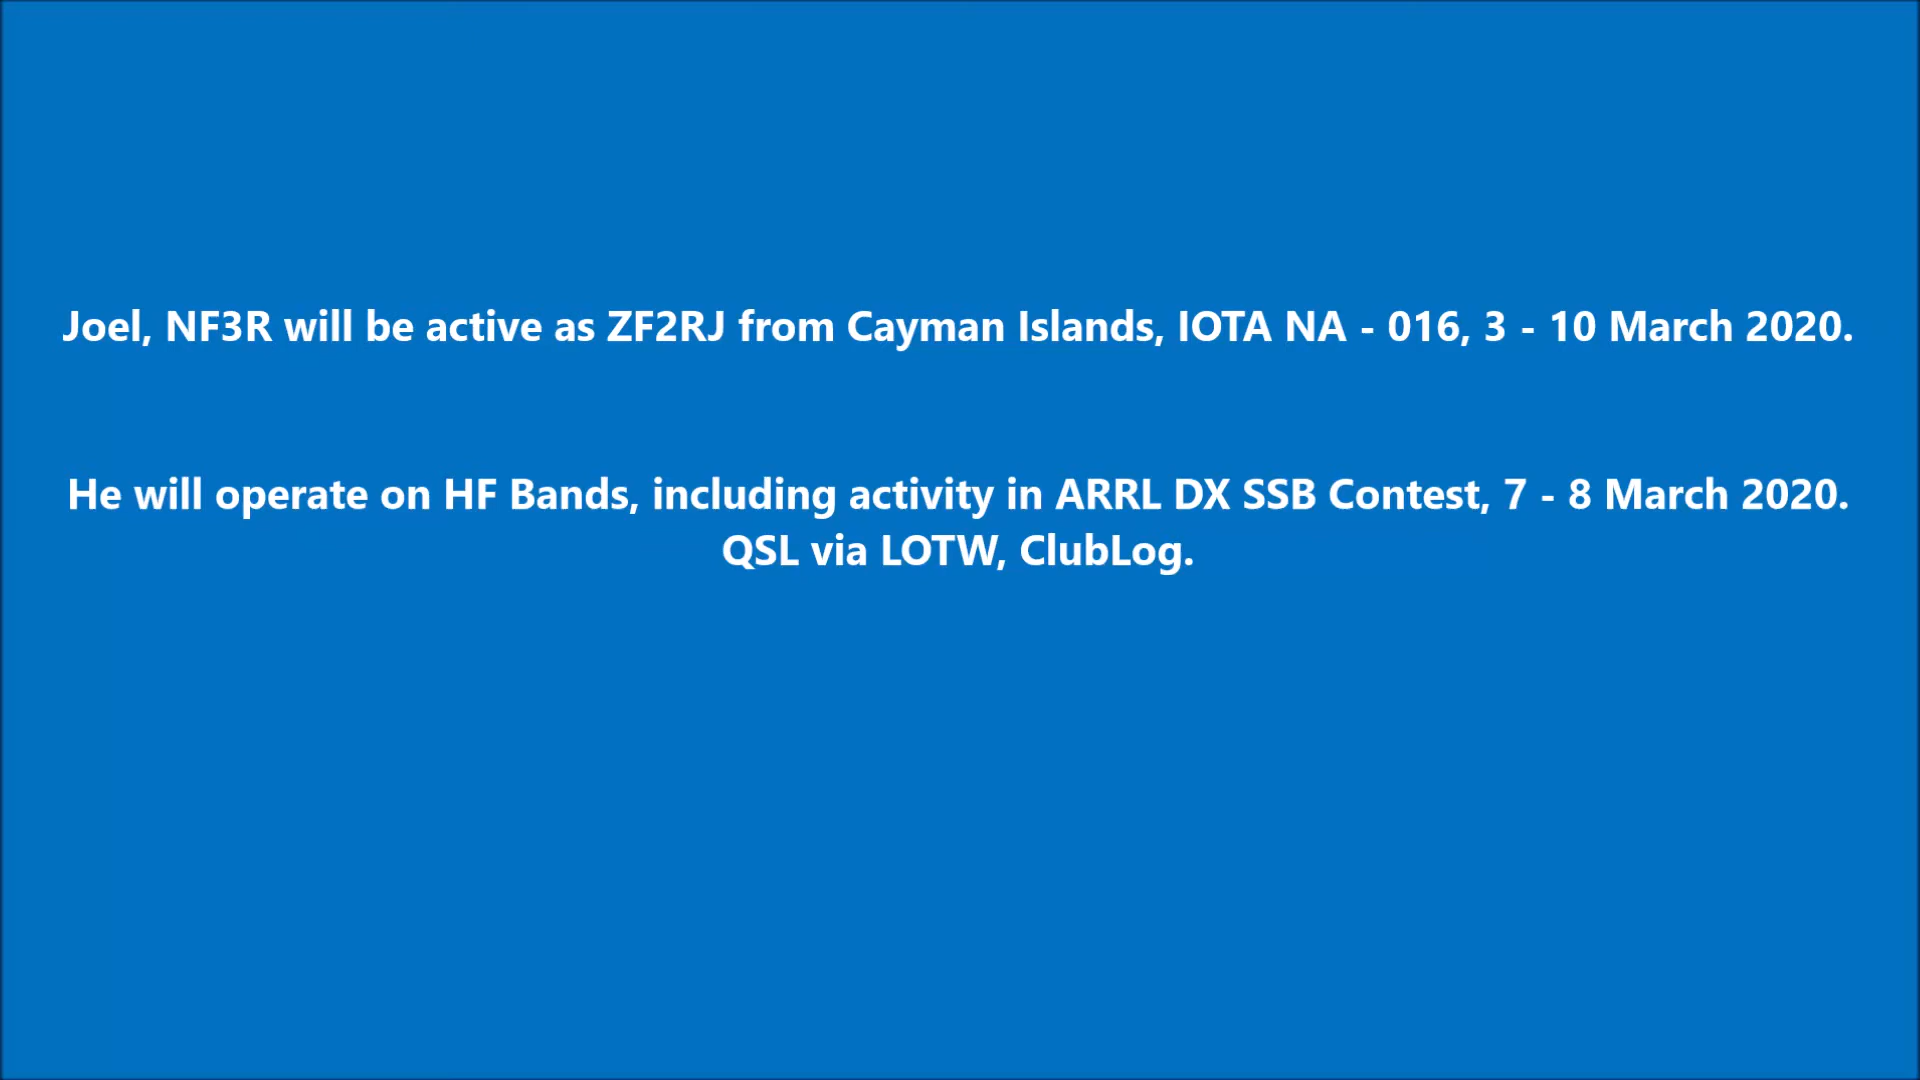 Joel, NF3R will be active as ZF2RJ from Cayman Islands, IOTA NA - 016, 3 - 10 March 2020.
He will operate on HF Bands, including activity in ARRL DX SSB Contest, 7 - 8 March 2020.
QSL via LOTW, ClubLog.